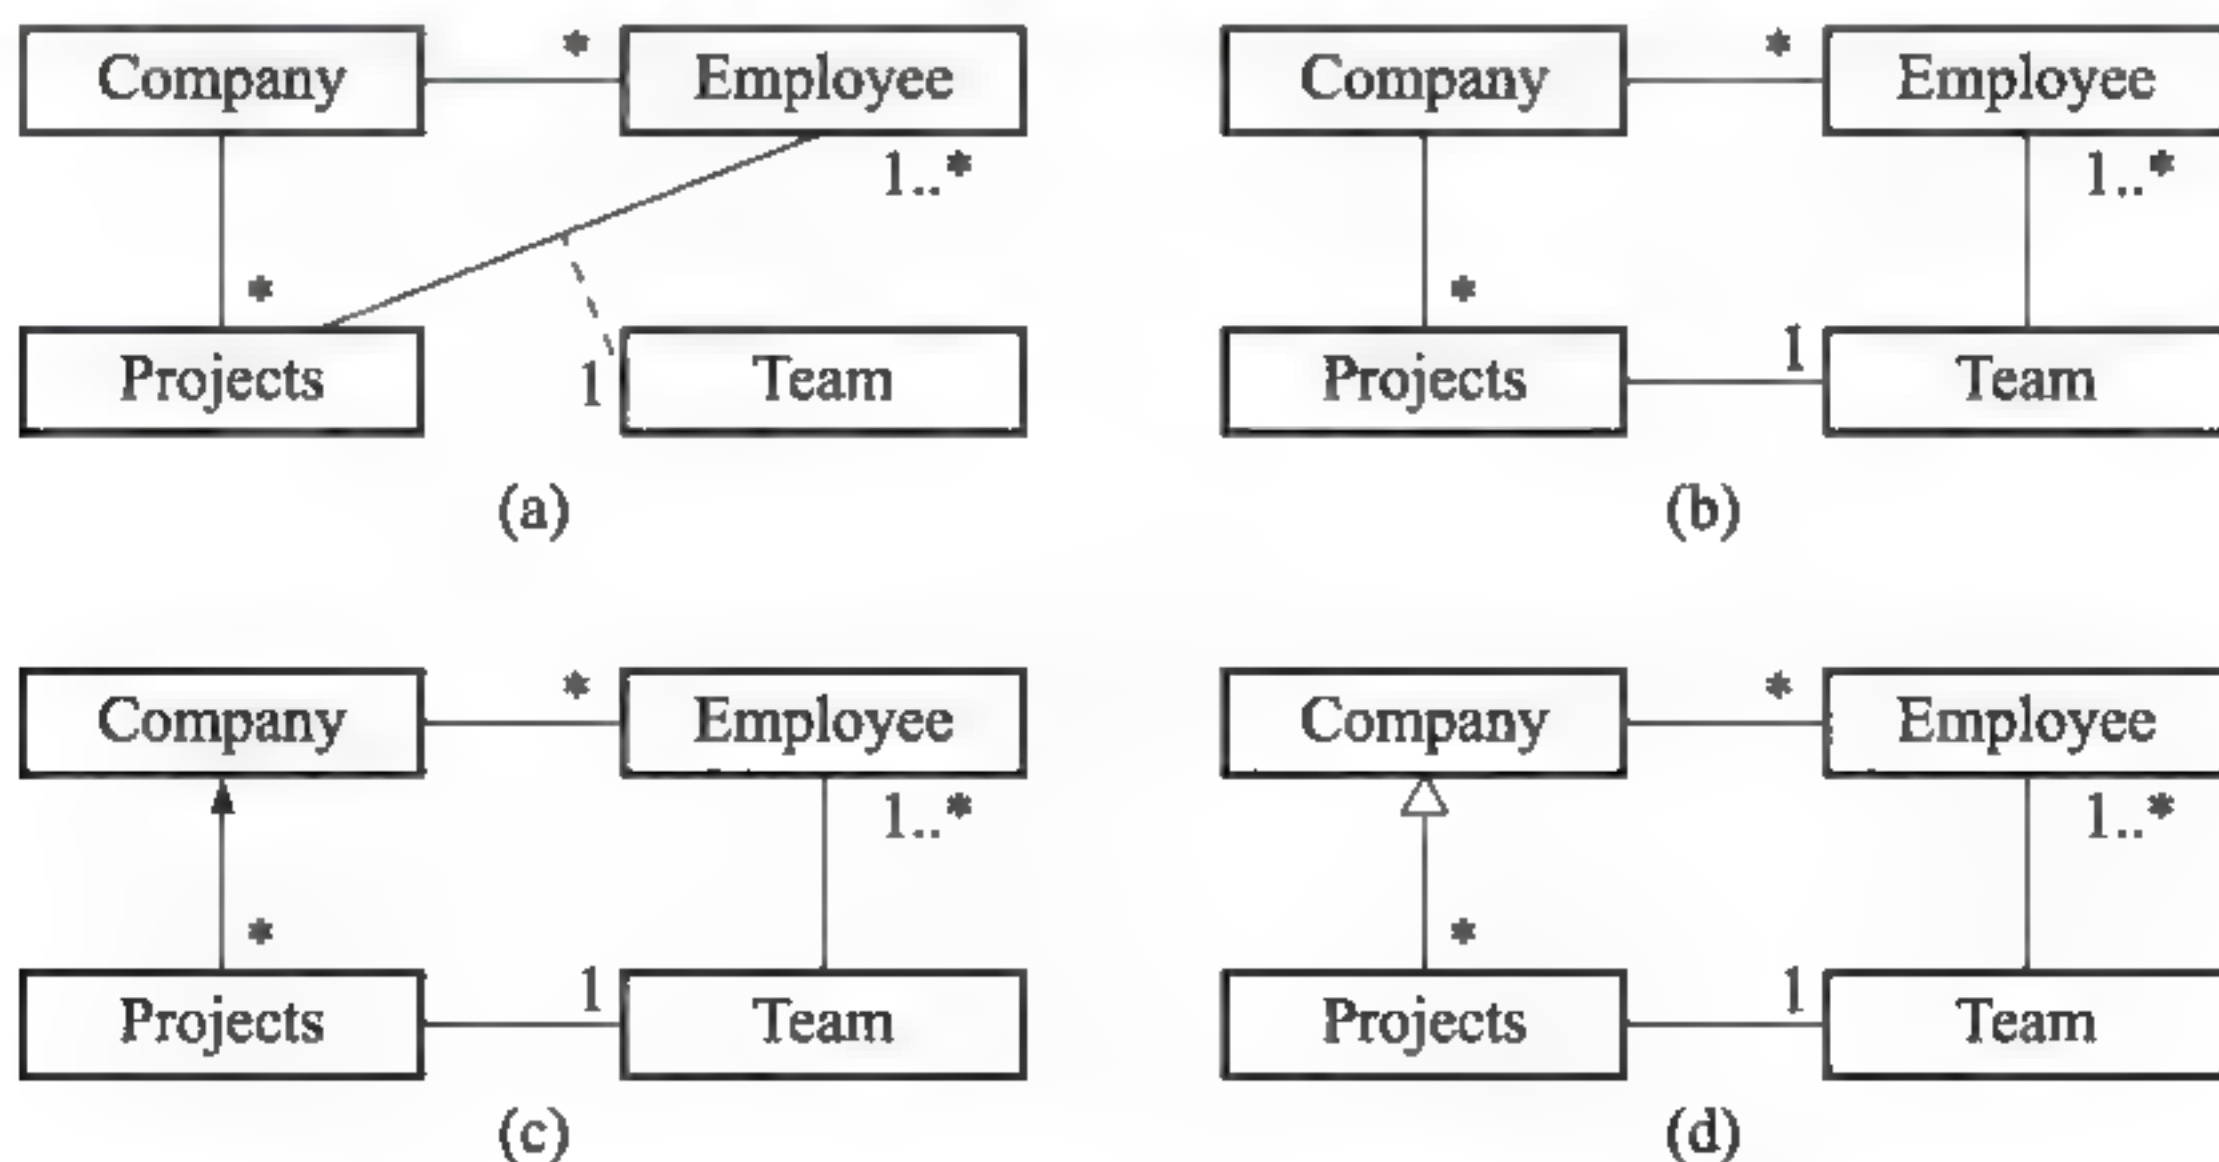 Company * Employee
1..*
*
Projects 1 Team
(a)
Company * Employee
1..*
*
Projects 1 Team
(b)
Company * Employee
1..*
*
Projects 1 Team
(c)
Company * Employee
1..*
*
Projects 1 Team
(d)